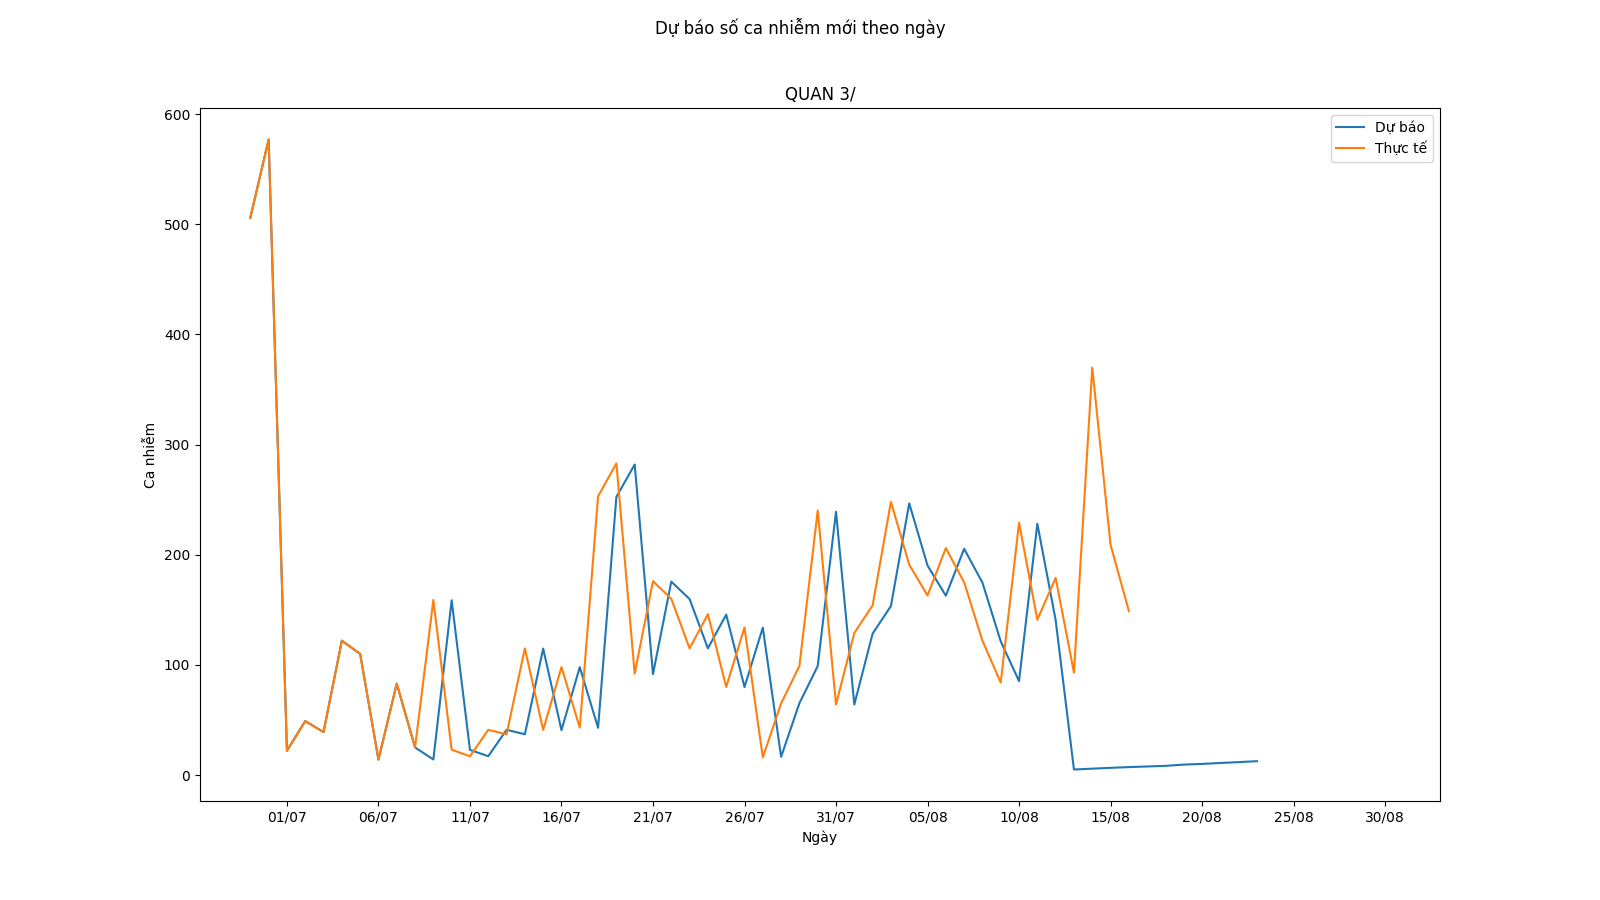 Dự báo số ca nhiễm mới theo ngày
QUAN 3/
Dự báo
Thực tế
600
500
400
300
200
100
0
Ca nhiễm
01/07 06/07 11/07 16/07 21/07 26/07 31/07 05/08 10/08 15/08 20/08 25/08 30/08
Ngày